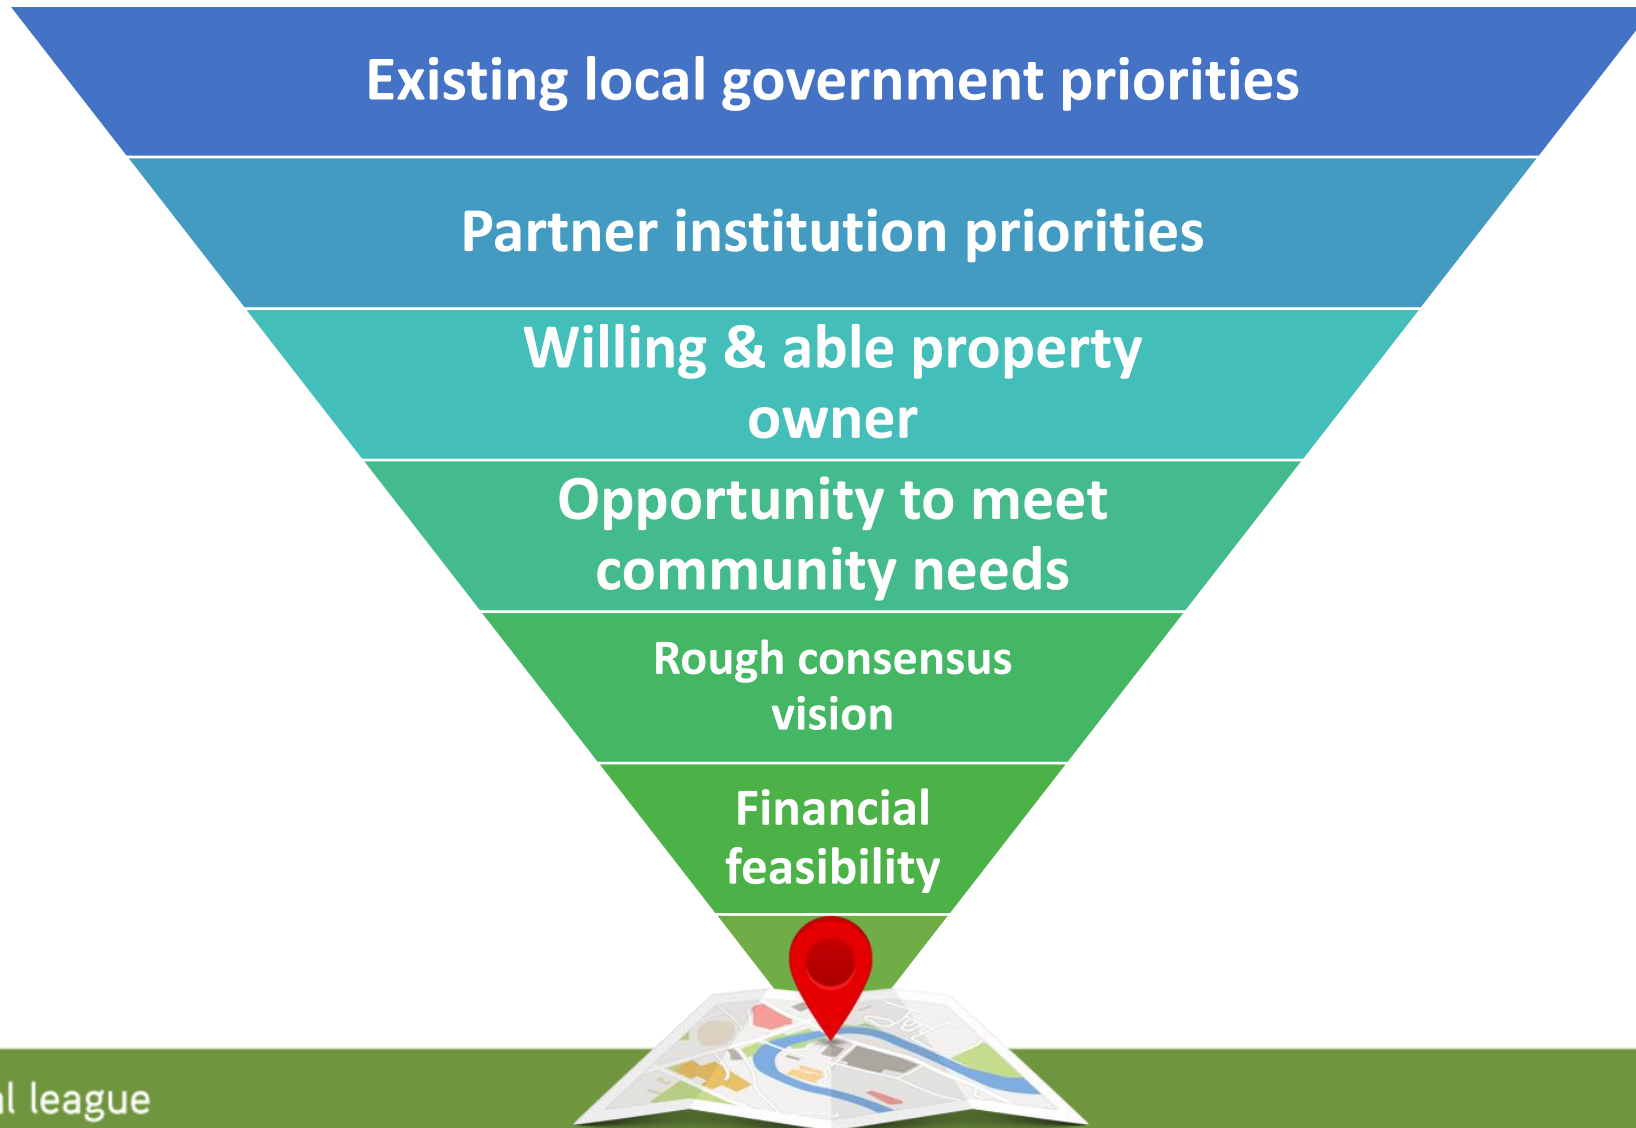 Existing local government priorities
Partner institution priorities
Willing & able property
owner
Opportunity to meet
community needs
Rough consensus
vision
Financial
feasibility
league